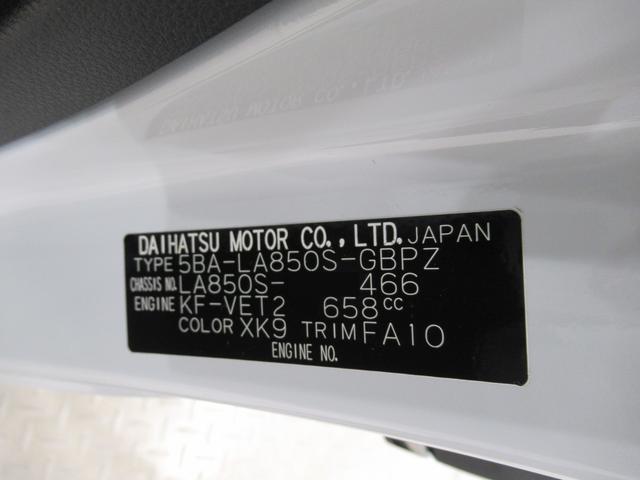 DAIHATSU MOTOR CO.,LTD. JAPAN
TYPE 5BA-LA850S-GBPZ
CHASSIS NO. LA850S- 466
ENGINE KF-VET2 658cc
COLOR XK9 TRIM FA10
ENGINE NO.